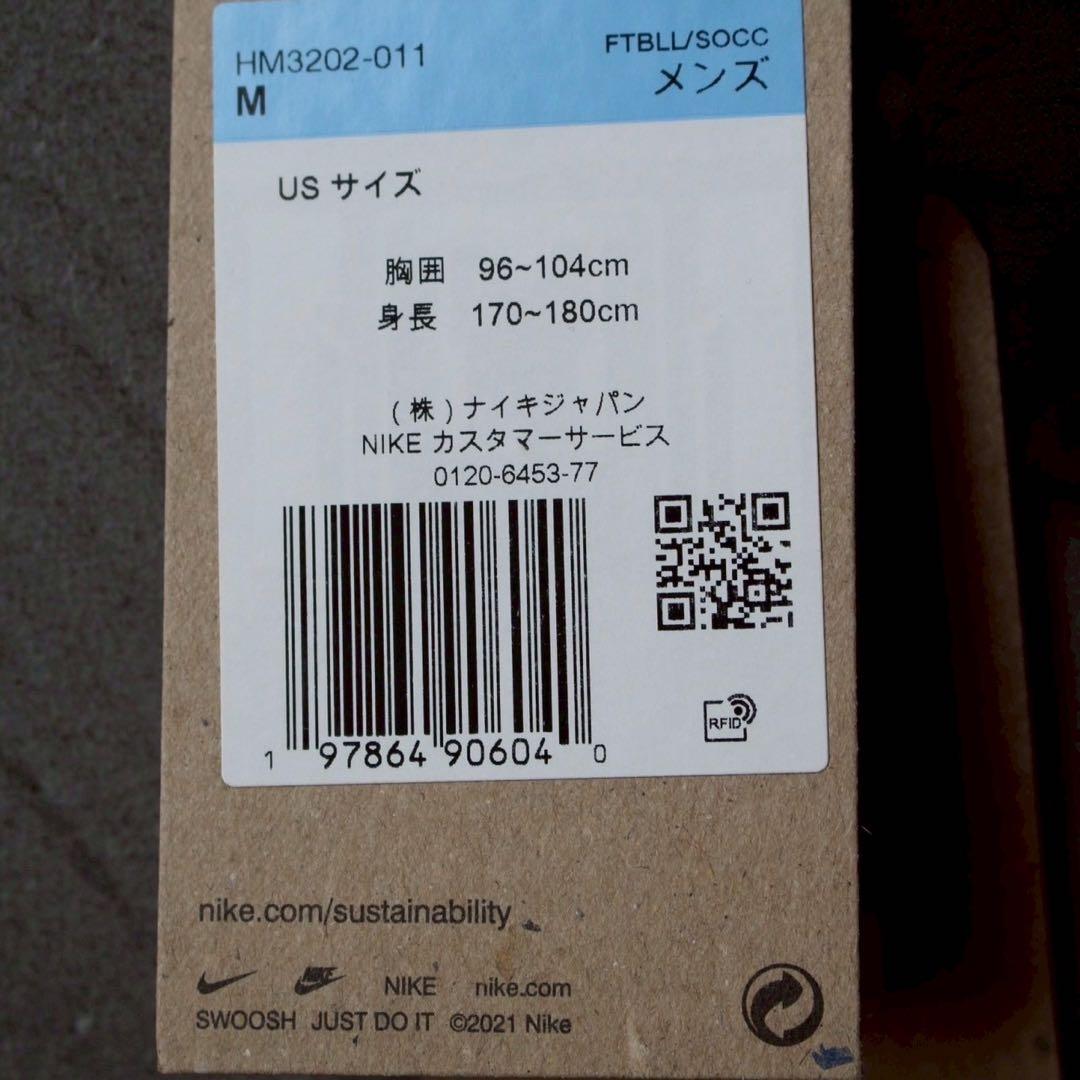 HM3202-011
FTBLL/SOCC
M
メンズ
US サイズ
胸囲 96~104cm
身長 170~180cm
(株)ナイキジャパン
NIKE カスタマーサービス
0120-6453-77
1 97864 90604 0
RFID
nike.com/sustainability
NIKE NIKE nike.com
SWOOSH JUST DO IT ©2021 Nike